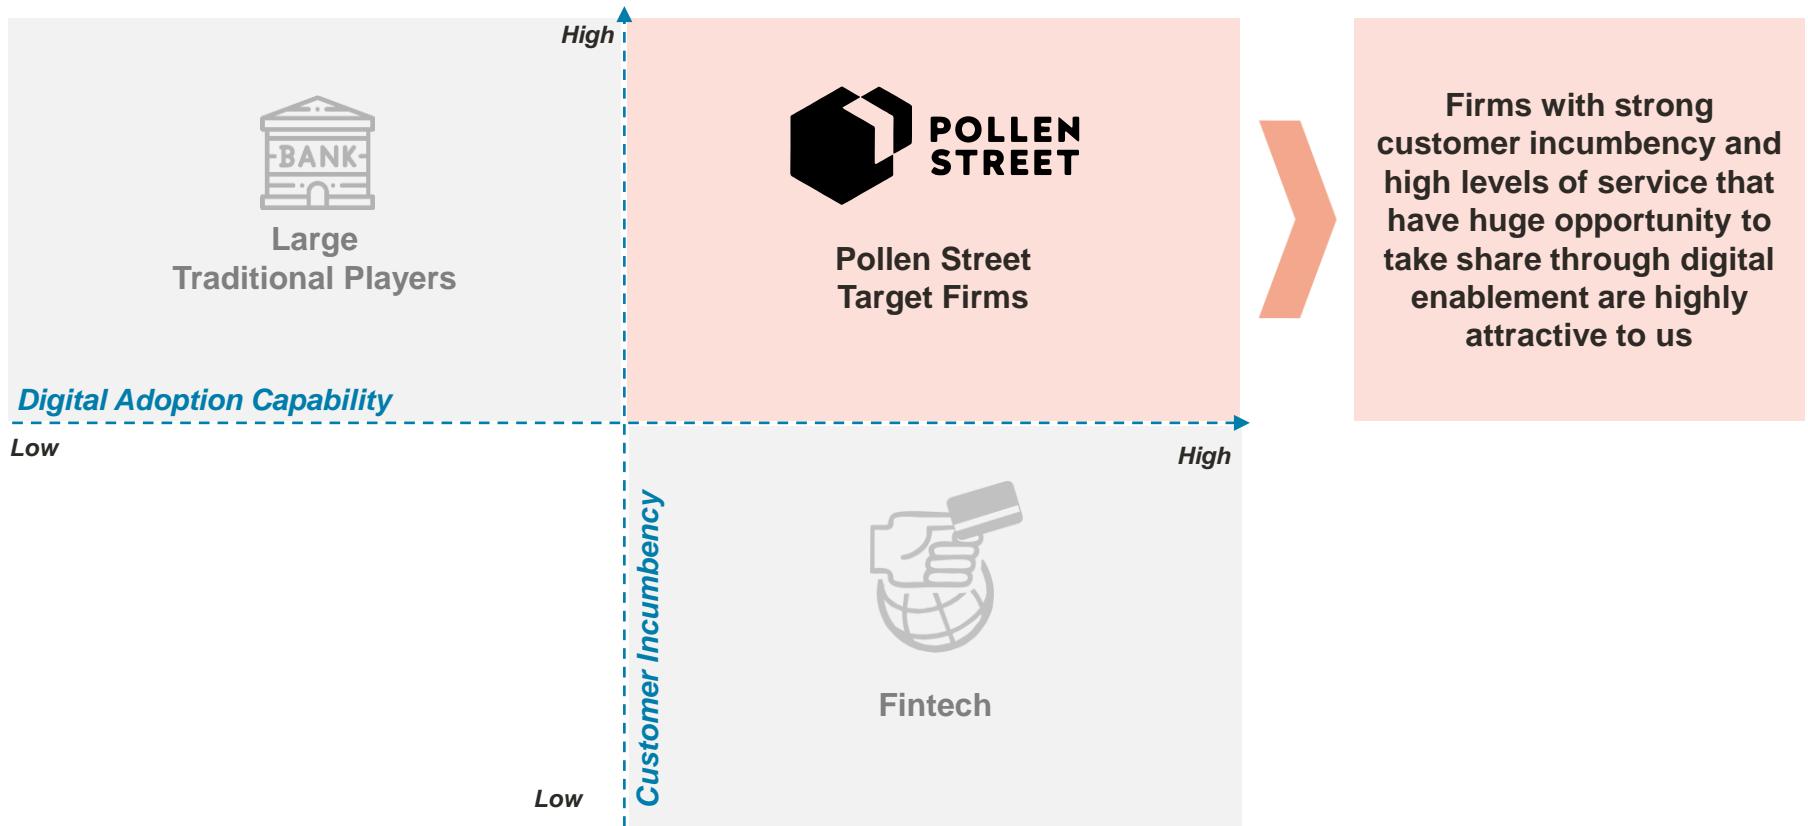 High
BANK
Large
Traditional Players
POLLEN
STREET
Pollen Street
Target Firms
Firms with strong
customer incumbency and
high levels of service that
have huge opportunity to
take share through digital
enablement are highly
attractive to us
Digital Adoption Capability
Low
High
Customer Incumbency
Fintech
Low